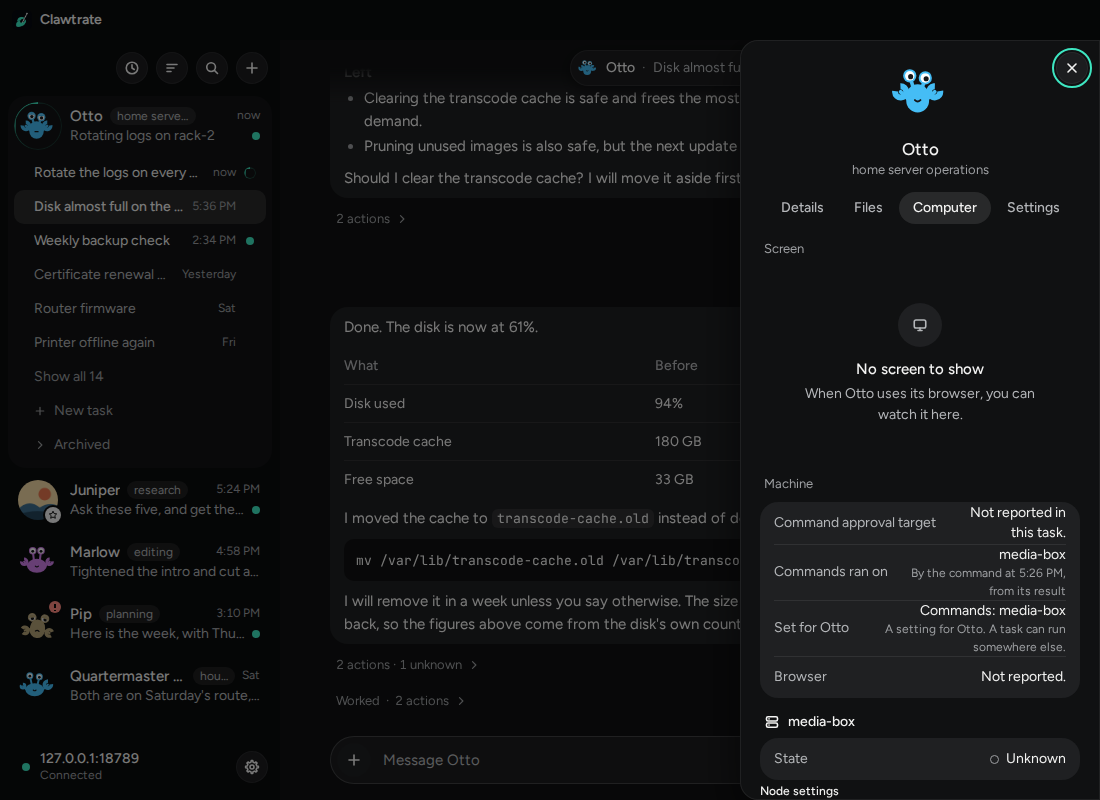 Clawtrate
Otto home serve... now
Rotating logs on rack-2
Rotate the logs on every ... now
Disk almost full on the ... 5:36 PM
Weekly backup check 2:34 PM
Certificate renewal ... Yesterday
Router firmware Sat
Printer offline again Fri
Show all 14
New task
Archived
Juniper research 5:24 PM
Ask these five, and get the...
Marlow editing 4:58 PM
Tightened the intro and cut a...
Pip planning 3:10 PM
Here is the week, with Thu...
Quartermaster ... hou... Sat
Both are on Saturday's route,...
127.0.0.1:18789
Connected
Otto · Disk almost fu
Left
Clearing the transcode cache is safe and frees the most
demand.
Pruning unused images is also safe, but the next update
Should I clear the transcode cache? I will move it aside first
2 actions
Done. The disk is now at 61%.
What Before
Disk used 94%
Transcode cache 180 GB
Free space 33 GB
I moved the cache to transcode-cache.old instead of d
mv /var/lib/transcode-cache.old /var/lib/transco
I will remove it in a week unless you say otherwise. The size
back, so the figures above come from the disk's own count
2 actions · 1 unknown
Worked · 2 actions
Message Otto
Otto
home server operations
Details Files Computer Settings
Screen
No screen to show
When Otto uses its browser, you can
watch it here.
Machine
Command approval target Not reported in
this task.
Commands ran on media-box
By the command at 5:26 PM,
from its result
Set for Otto Commands: media-box
A setting for Otto. A task can run
somewhere else.
Browser Not reported.
media-box
State Unknown
Node settings